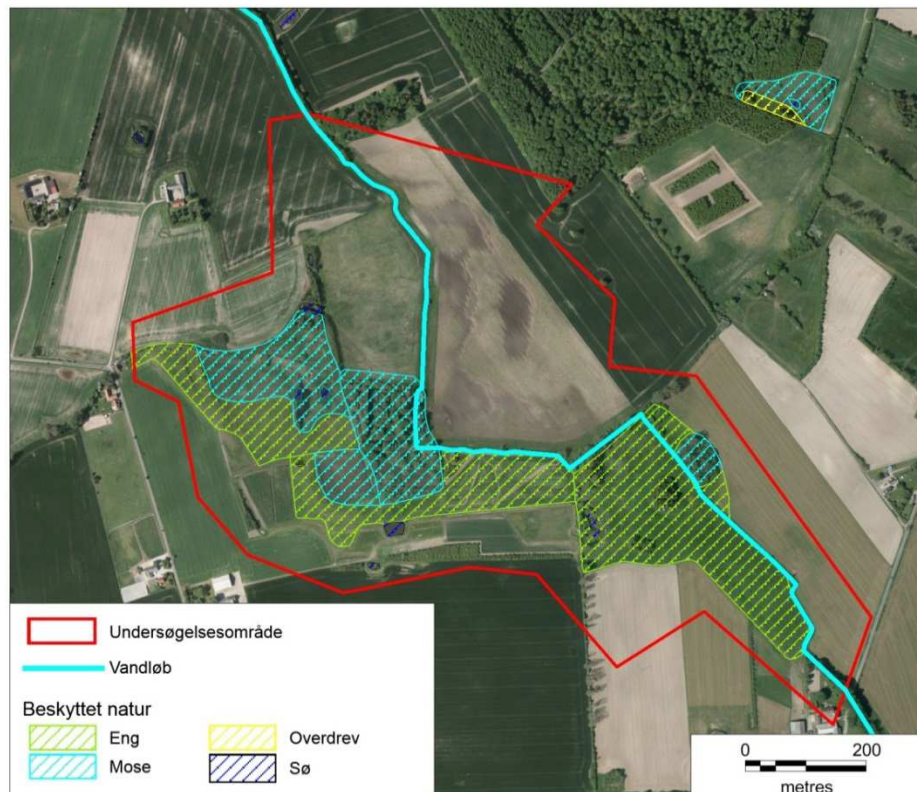 Undersøgelsesområde
Vandløb
Beskyttet natur
Eng
Overdrev
Mose
Sø
0
200
metres